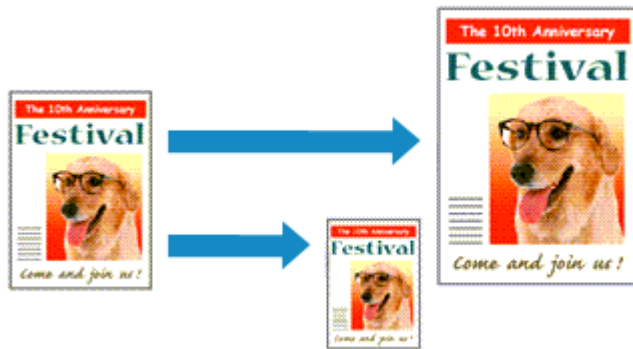 The 10th Anniversary
Festival
Come and join us!
The 10th Anniversary
Festival
Come and join us!
The 10th Anniversary
Festival
Come and join us!